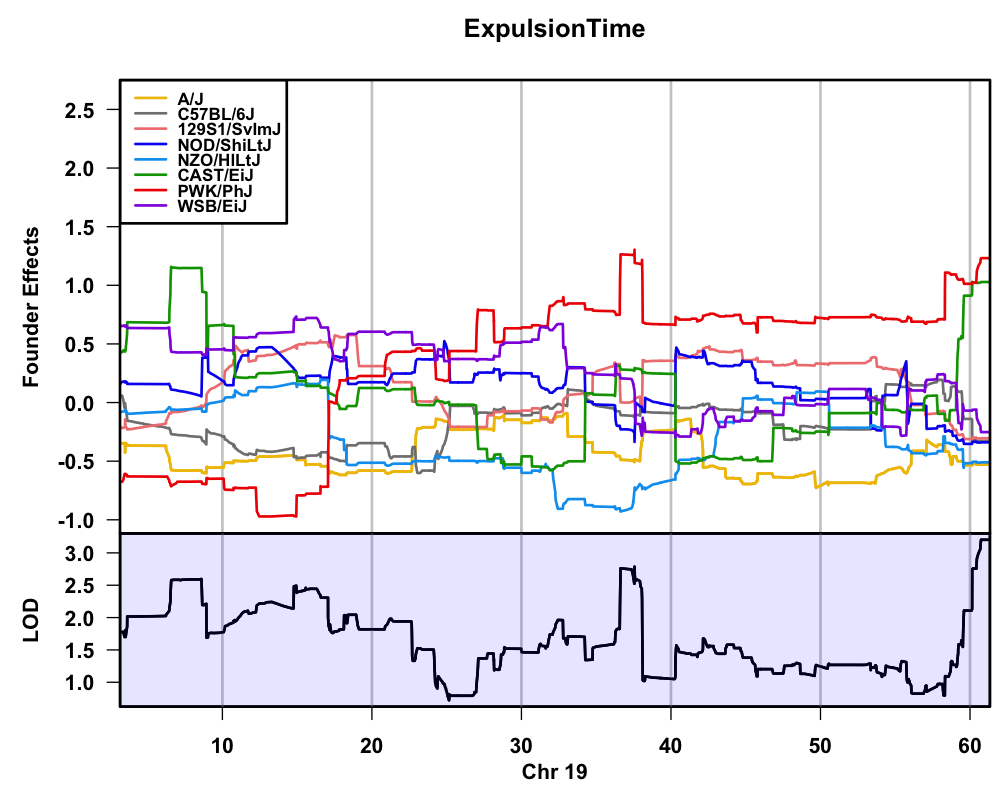 ExpulsionTime
A/J
C57BL/6J
129S1/SvImJ
NOD/ShiLtJ
NZO/HlLtJ
CAST/EiJ
PWK/PhJ
WSB/EiJ
Founder Effects
2.5
2.0
1.5
1.0
0.5
0.0
-0.5
-1.0
LOD
3.0
2.5
2.0
1.5
1.0
10 20 30 40 50 60
Chr 19